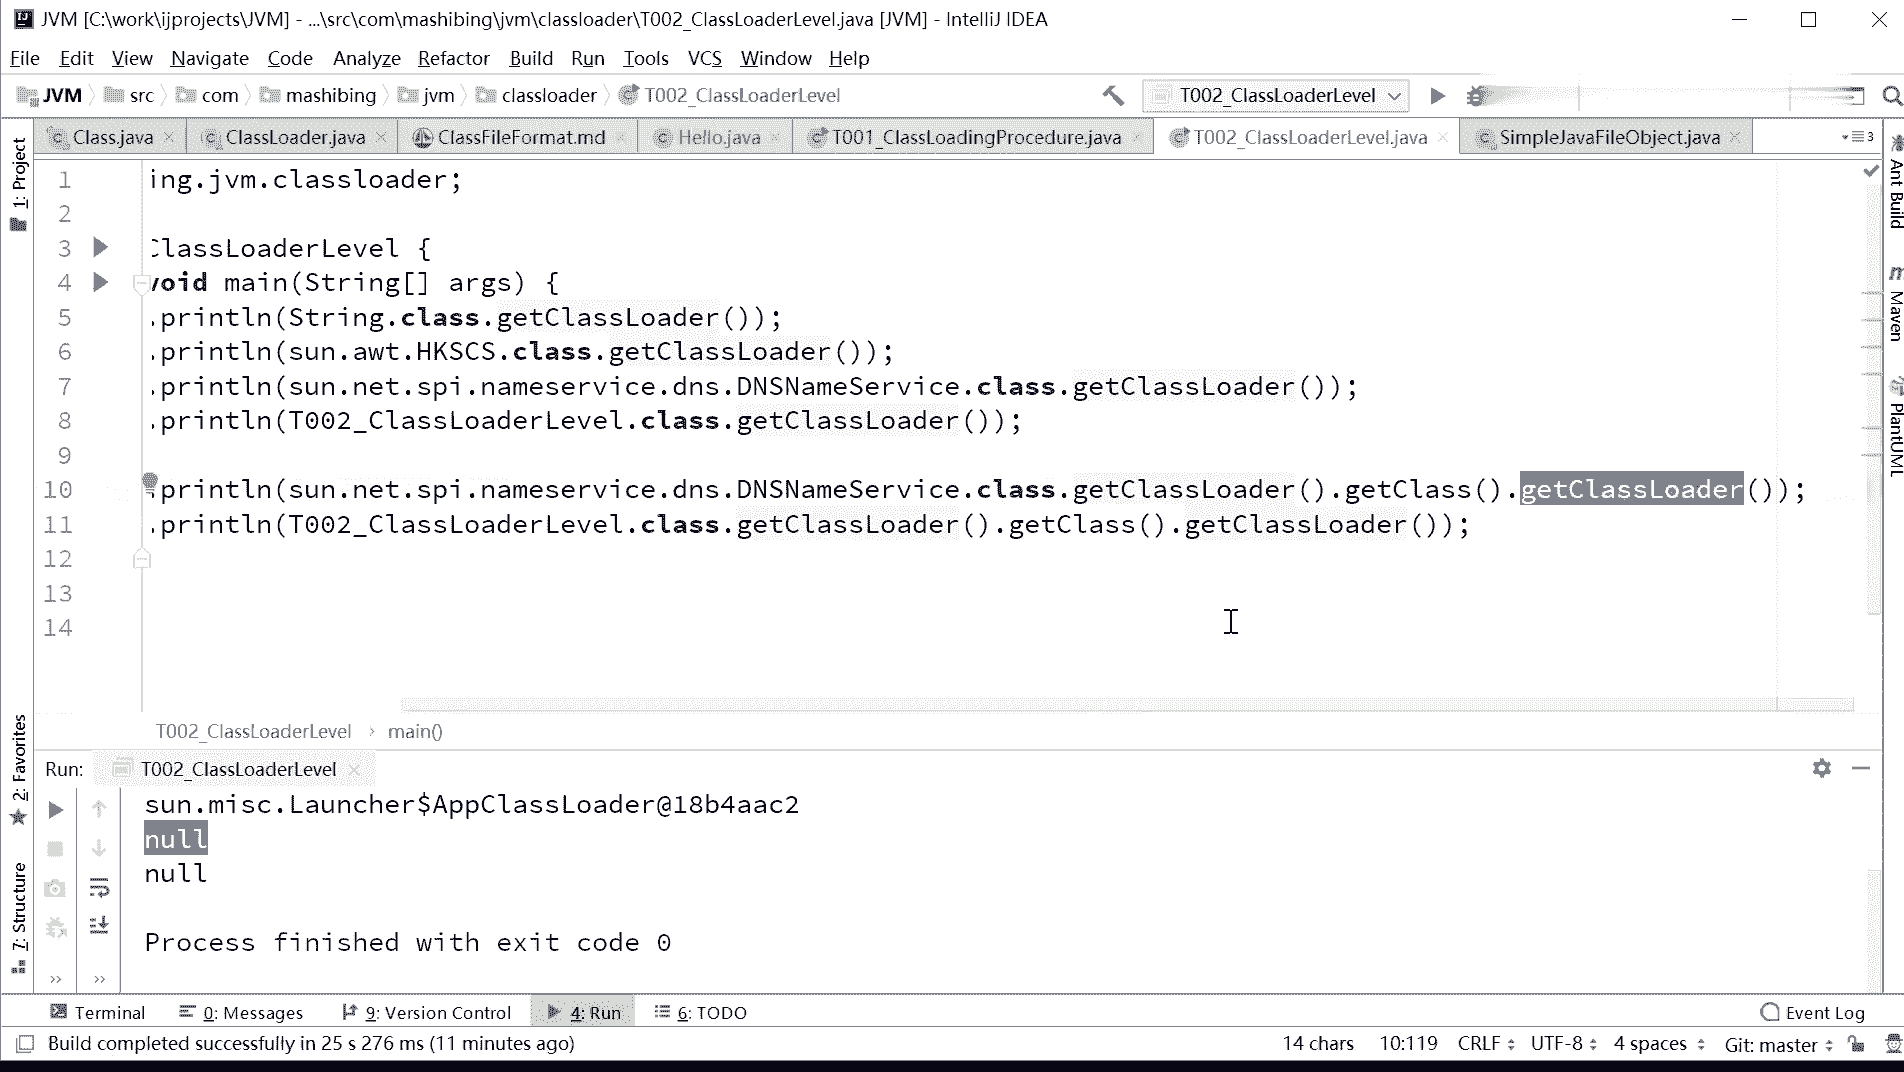 JVM [C:\work\ijprojects\JVM] - ...\src\com\mashibing\jvm\classloader\T002_ClassLoaderLevel.java [JVM] - IntelliJ IDEA
File Edit View Navigate Code Analyze Refactor Build Run Tools VCS Window Help
JVM src com mashibing jvm classloader T002_ClassLoaderLevel T002_ClassLoaderLevel
Class.java ClassLoader.java ClassFileFormat.md Hello.java T001_ClassLoadingProcedure.java T002_ClassLoaderLevel.java SimpleJavaFileObject.java 3
1: Project
Ant Build
Maven
PlantUML
1 ing.jvm.classloader;
2
3 ClassLoaderLevel {
4 void main(String[] args) {
5 .println(String.class.getClassLoader());
6 .println(sun.awt.HKSCS.class.getClassLoader());
7 .println(sun.net.spi.nameservice.dns.DNSNameService.class.getClassLoader());
8 .println(T002_ClassLoaderLevel.class.getClassLoader());
9
10 println(sun.net.spi.nameservice.dns.DNSNameService.class.getClassLoader().getClass().getClassLoader());
11 .println(T002_ClassLoaderLevel.class.getClassLoader().getClass().getClassLoader());
12
13
14
T002_ClassLoaderLevel › main()
2: Favorites
7: Structure
Run: T002_ClassLoaderLevel
sun.misc.Launcher$AppClassLoader@18b4aac2
null
null
Process finished with exit code 0
Terminal 0: Messages 9: Version Control 4: Run 6: TODO Event Log
Build completed successfully in 25 s 276 ms (11 minutes ago) 14 chars 10:119 CRLF UTF-8 4 spaces Git: master